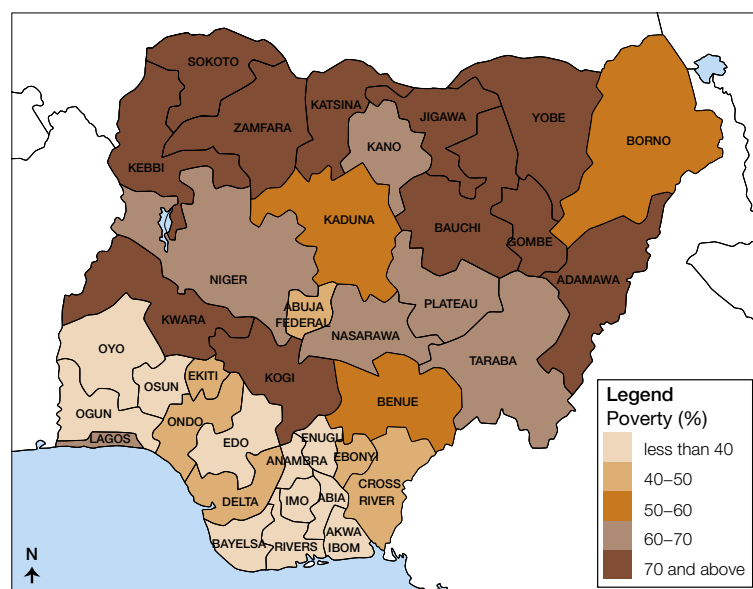 SOKOTO
KATSINA
JIGAWA
YOBE
ZAMFARA
KANO
BORNO
KEBBI
KADUNA
BAUCHI
GOMBE
ADAMAWA
NIGER
PLATEAU
ABUJA
FEDERAL
NASARAWA
KWARA
TARABA
OYO
KOGI
EKITI
OSUN
BENUE
OGUN
ONDO
LAGOS
EDO
ENUGU
EBONYI
ANAMBRA
CROSS
RIVER
DELTA
IMO
ABIA
AKWA
IBOM
BAYELSA
RIVERS
Legend
Poverty (%)
less than 40
40–50
50–60
60–70
70 and above
N